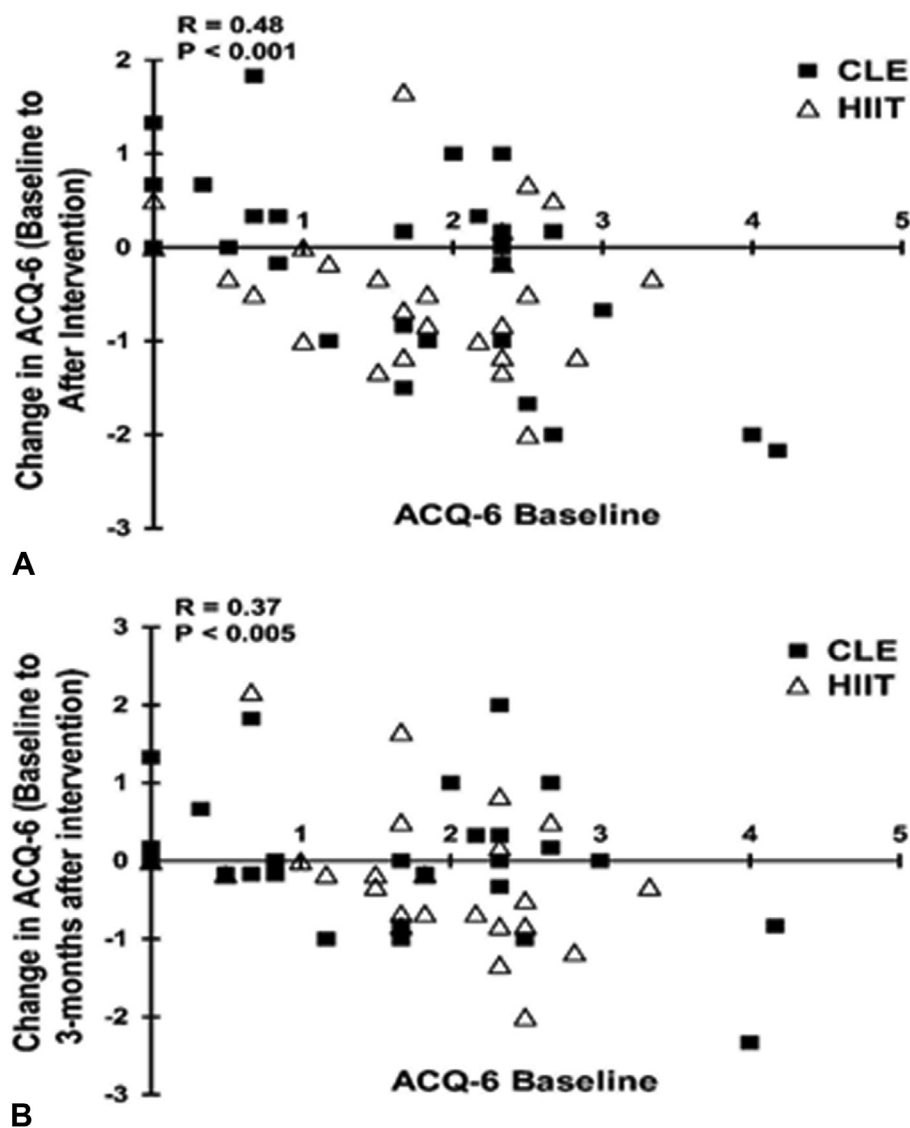 R = 0.48
P < 0.001
CLE
HIIT
Change in ACQ-6 (Baseline to
After Intervention)
2
1
0
-1
-2
-3
1 2 3 4 5
ACQ-6 Baseline
A
R = 0.37
P < 0.005
CLE
HIIT
Change in ACQ-6 (Baseline to
3-months after intervention)
3
2
1
0
-1
-2
-3
1 2 3 4 5
ACQ-6 Baseline
B